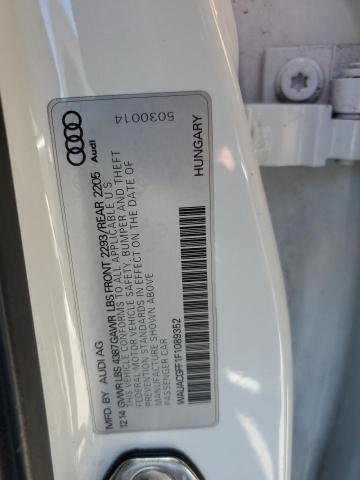 MFD. BY AUDI AG
12 14 GVWR LBS 4387 GAWR LBS FRONT 2293/REAR 2205
THIS VEHICLE CONFORMS TO ALL APPLICABLE U'S
FEDERAL MOTOR VEHICLE SAFETY, BUMPER AND THEFT
PREVENTION STANDARDS IN EFFECT ON THE DATE OF
MANUFACTURE SHOWN ABOVE
PASSENGER CAR
WAUACGFF1F1089352
HUNGARY
Audi
5030014